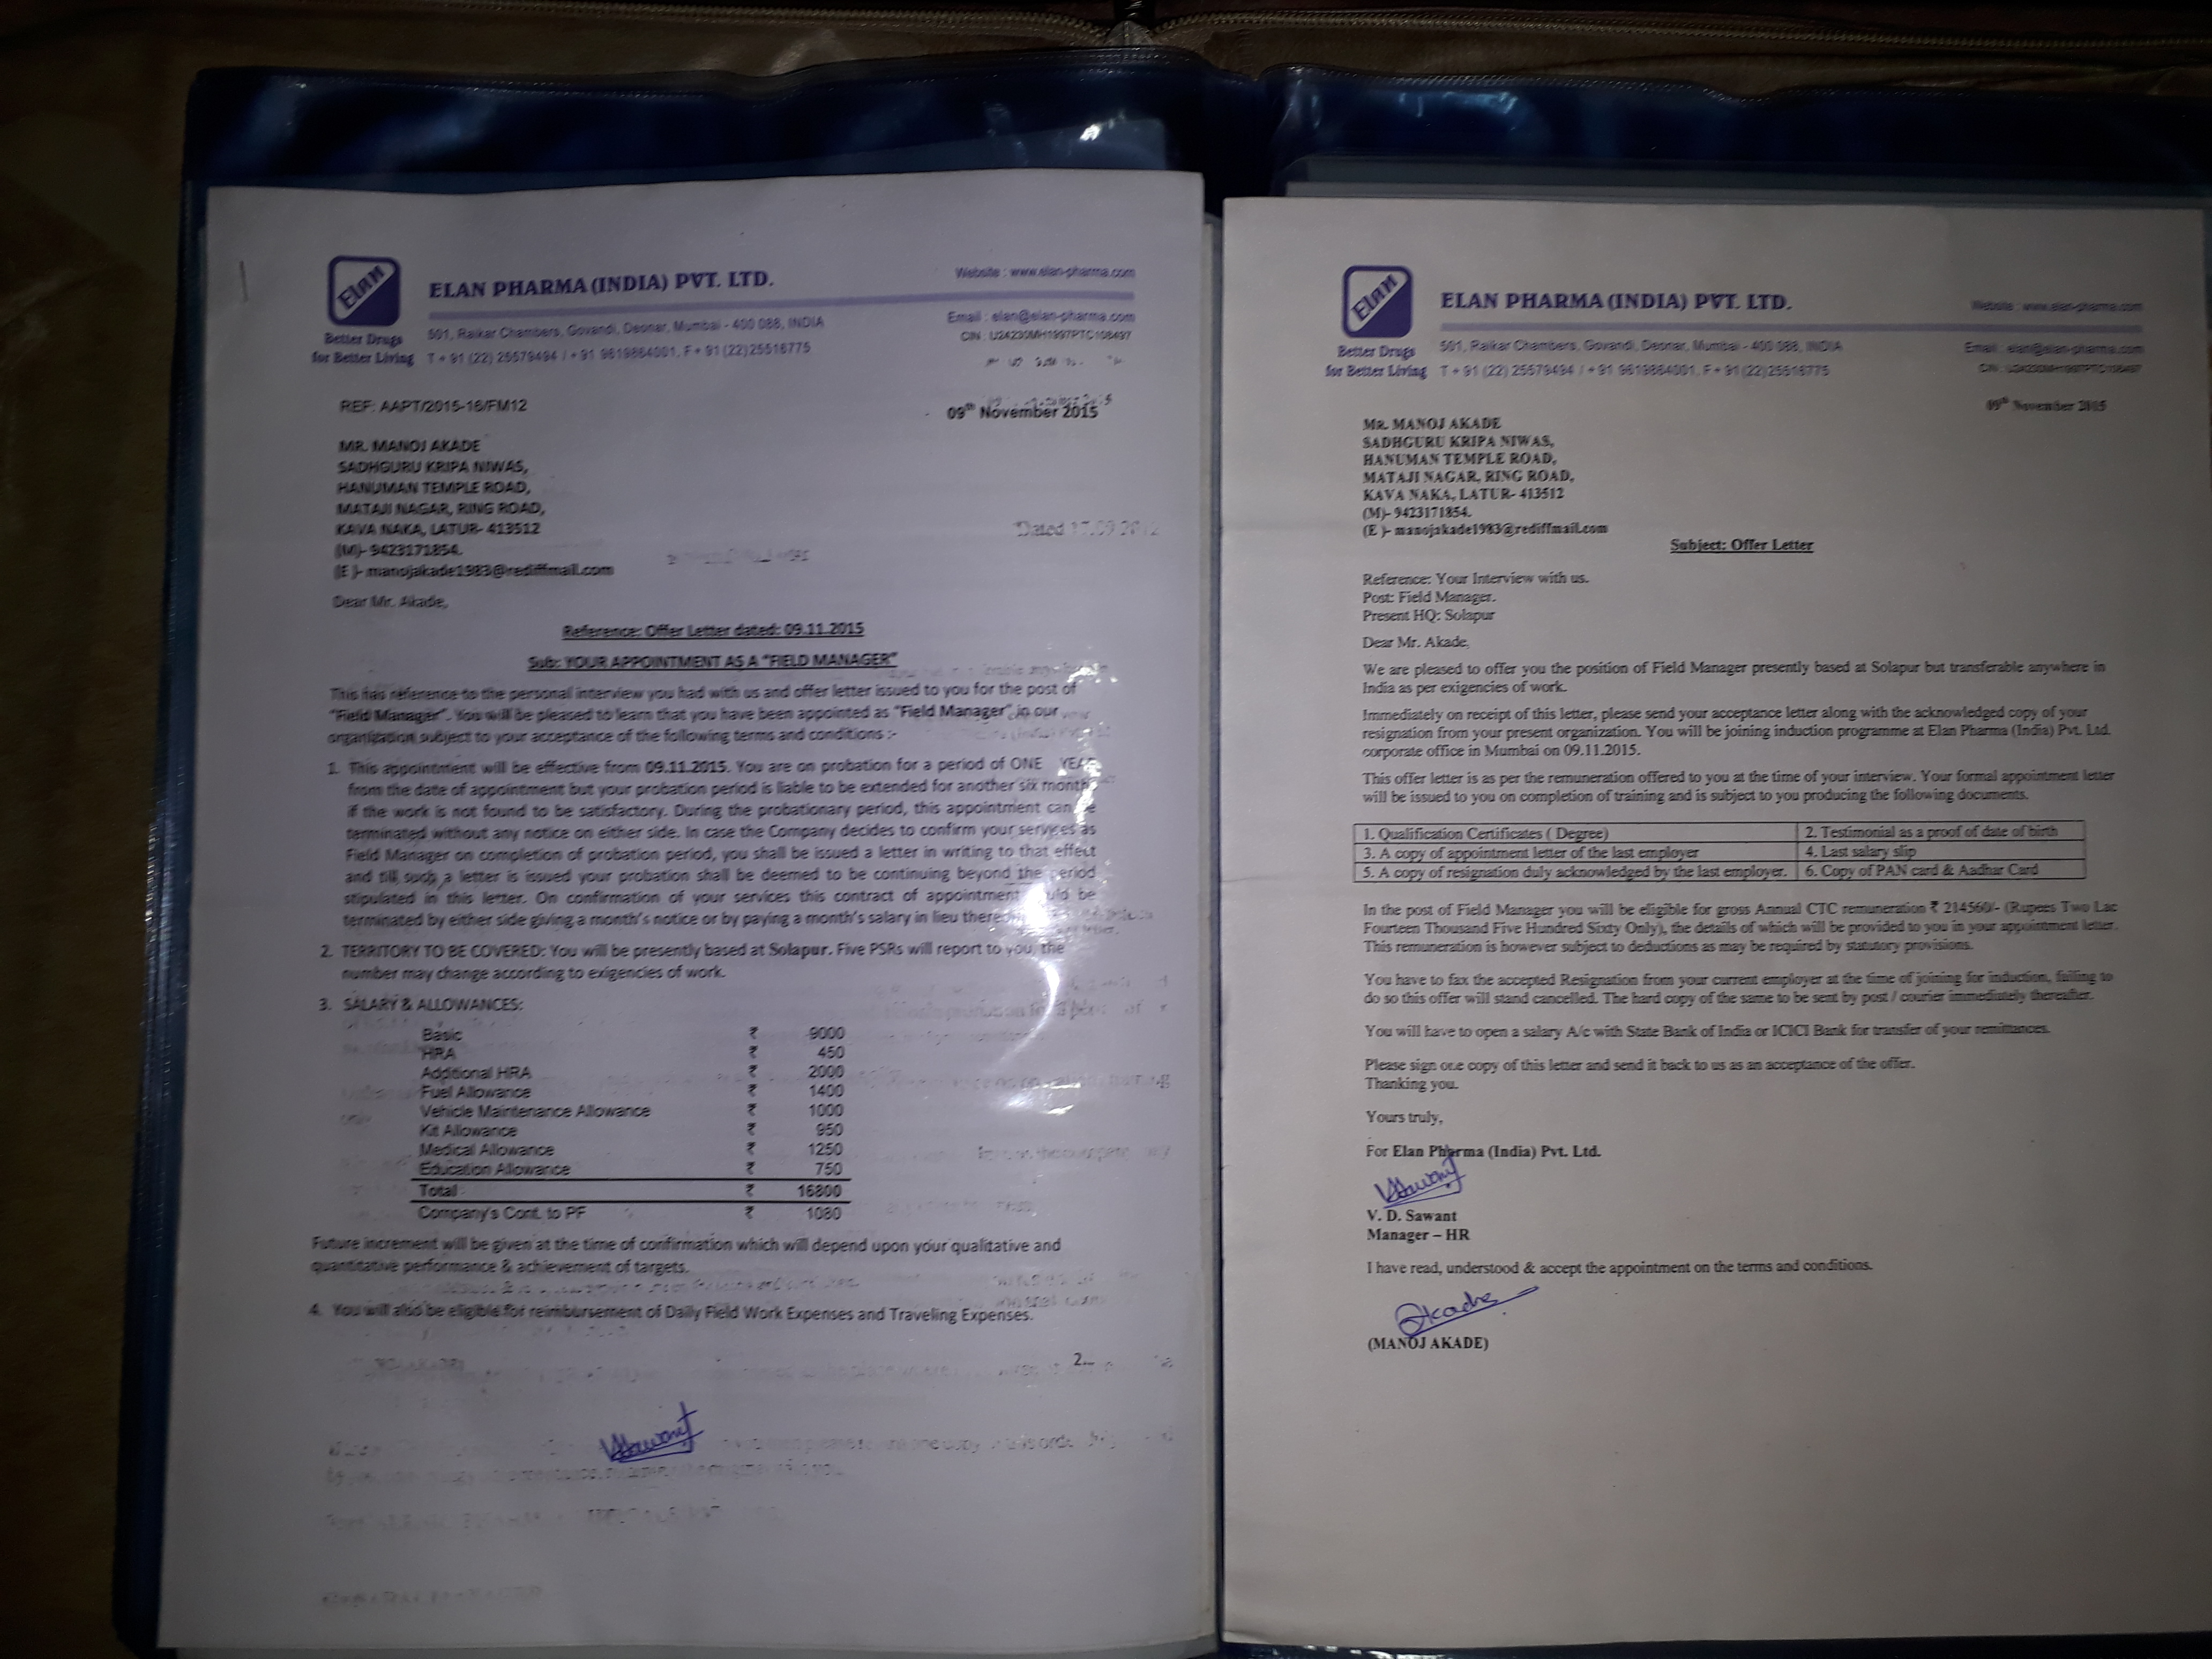 ELAN
Better Drugs
for Better Living
ELAN PHARMA (INDIA) PVT. LTD.
Website : www.elan-pharma.com
501, Raikar Chambers, Govandi, Deonar, Mumbai - 400 088, INDIA
Email : elan@elan-pharma.com
T + 91 (22) 25579494 / + 91 9619864001, F + 91 (22) 25516775
REF: AAPT/2015-16/FM12
09th November 2015
MR. MANOJ AKADE
SADHGURU KRIPA NIWAS,
HANUMAN TEMPLE ROAD,
MATAJI NAGAR, RING ROAD,
KAVA NAKA, LATUR- 413512
(M)- 9423171854.
(E )- manojakade1983@rediffmail.com
Dear Mr. Akade,
Reference: Offer Letter dated: 09.11.2015
Sub: YOUR APPOINTMENT AS A "FIELD MANAGER"
This has reference to the personal interview you had with us and offer letter issued to you for the post of
"Field Manager". You will be pleased to learn that you have been appointed as "Field Manager" in our
organization subject to your acceptance of the following terms and conditions :-
1. This appointment will be effective from 09.11.2015. You are on probation for a period of ONE YEAR
from the date of appointment but your probation period is liable to be extended for another six months
if the work is not found to be satisfactory. During the probationary period, this appointment can be
terminated without any notice on either side. In case the Company decides to confirm your services as
Field Manager on completion of probation period, you shall be issued a letter in writing to that effect
and till such a letter is issued your probation shall be deemed to be continuing beyond the period
stipulated in this letter. On confirmation of your services this contract of appointment be
terminated by either side giving a month's notice or by paying a month's salary in lieu
2. TERRITORY TO BE COVERED: You will be presently based at Solapur. Five PSRs will report to you, the
number may change according to exigencies of work.
3. SALARY & ALLOWANCES:
Basic ₹ 9000
HRA ₹ 450
Additional HRA ₹ 2000
Fuel Allowance ₹ 1400
Vehicle Maintenance Allowance ₹ 1000
Kit Allowance ₹ 950
Medical Allowance ₹ 1250
Education Allowance ₹ 750
Total ₹ 16800
Company's Cont. to PF ₹ 1080
Future increment will be given at the time of confirmation which will depend upon your qualitative and
quantitative performance & achievement of targets.
4. You will also be eligible for reimbursement of Daily Field Work Expenses and Traveling Expenses.
2...
ELAN
Better Drugs
for Better Living
ELAN PHARMA (INDIA) PVT. LTD.
Website : www.elan-pharma.com
501, Raikar Chambers, Govandi, Deonar, Mumbai - 400 088, INDIA
Email : elan@elan-pharma.com
T + 91 (22) 25579494 / + 91 9619864001, F + 91 (22) 25516775
09th November 2015
Mr. MANOJ AKADE
SADHGURU KRIPA NIWAS,
HANUMAN TEMPLE ROAD,
MATAJI NAGAR, RING ROAD,
KAVA NAKA, LATUR- 413512
(M)- 9423171854.
(E )- manojakade1983@rediffmail.com
Subject: Offer Letter
Reference: Your Interview with us.
Post: Field Manager.
Present HQ: Solapur
Dear Mr. Akade,
We are pleased to offer you the position of Field Manager presently based at Solapur but transferable anywhere in
India as per exigencies of work.
Immediately on receipt of this letter, please send your acceptance letter along with the acknowledged copy of your
resignation from your present organization. You will be joining induction programme at Elan Pharma (India) Pvt. Ltd.
corporate office in Mumbai on 09.11.2015.
This offer letter is as per the remuneration offered to you at the time of your interview. Your formal appointment letter
will be issued to you on completion of training and is subject to you producing the following documents.
1. Qualification Certificates ( Degree) 2. Testimonial as a proof of date of birth
3. A copy of appointment letter of the last employer 4. Last salary slip
5. A copy of resignation duly acknowledged by the last employer. 6. Copy of PAN card & Aadhar Card
In the post of Field Manager you will be eligible for gross Annual CTC remuneration ₹ 214560/- (Rupees Two Lac
Fourteen Thousand Five Hundred Sixty Only), the details of which will be provided to you in your appointment letter.
This remuneration is however subject to deductions as may be required by statutory provisions.
You have to fax the accepted Resignation from your current employer at the time of joining for induction, failing to
do so this offer will stand cancelled. The hard copy of the same to be sent by post / courier immediately thereafter.
You will have to open a salary A/c with State Bank of India or ICICI Bank for transfer of your remittances.
Please sign one copy of this letter and send it back to us as an acceptance of the offer.
Thanking you.
Yours truly,
For Elan Pharma (India) Pvt. Ltd.
V. D. Sawant
Manager – HR
I have read, understood & accept the appointment on the terms and conditions.
Akade
(MANOJ AKADE)